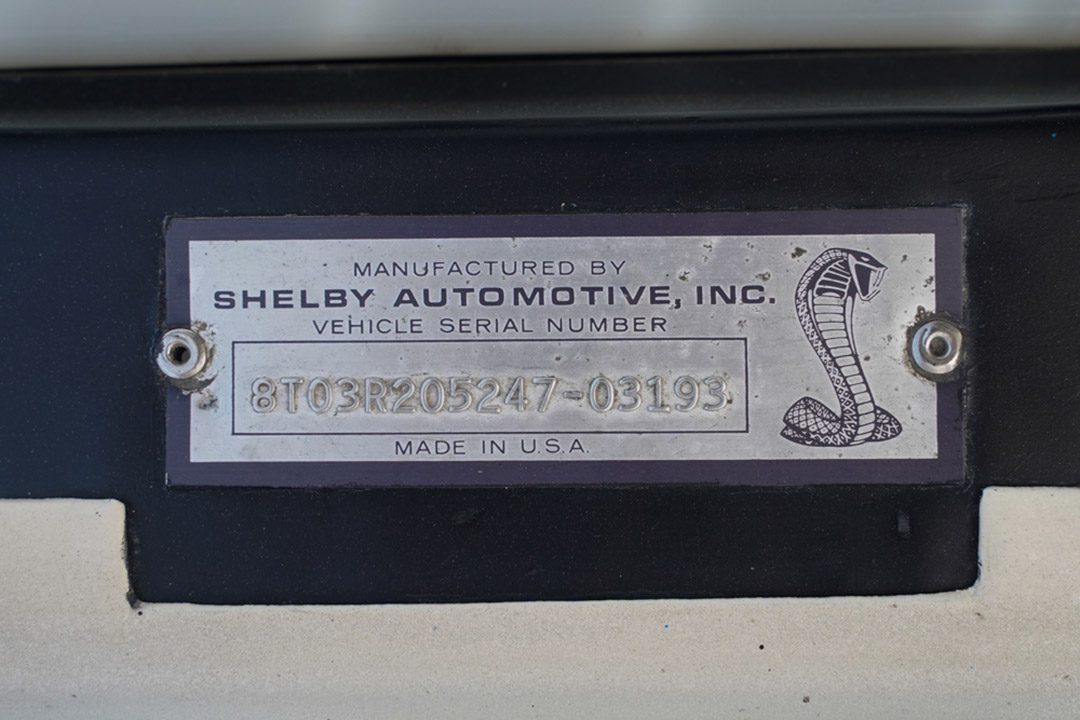 MANUFACTURED BY
SHELBY AUTOMOTIVE, INC.
VEHICLE SERIAL NUMBER
8T03R205247-03193
MADE IN U.S.A.